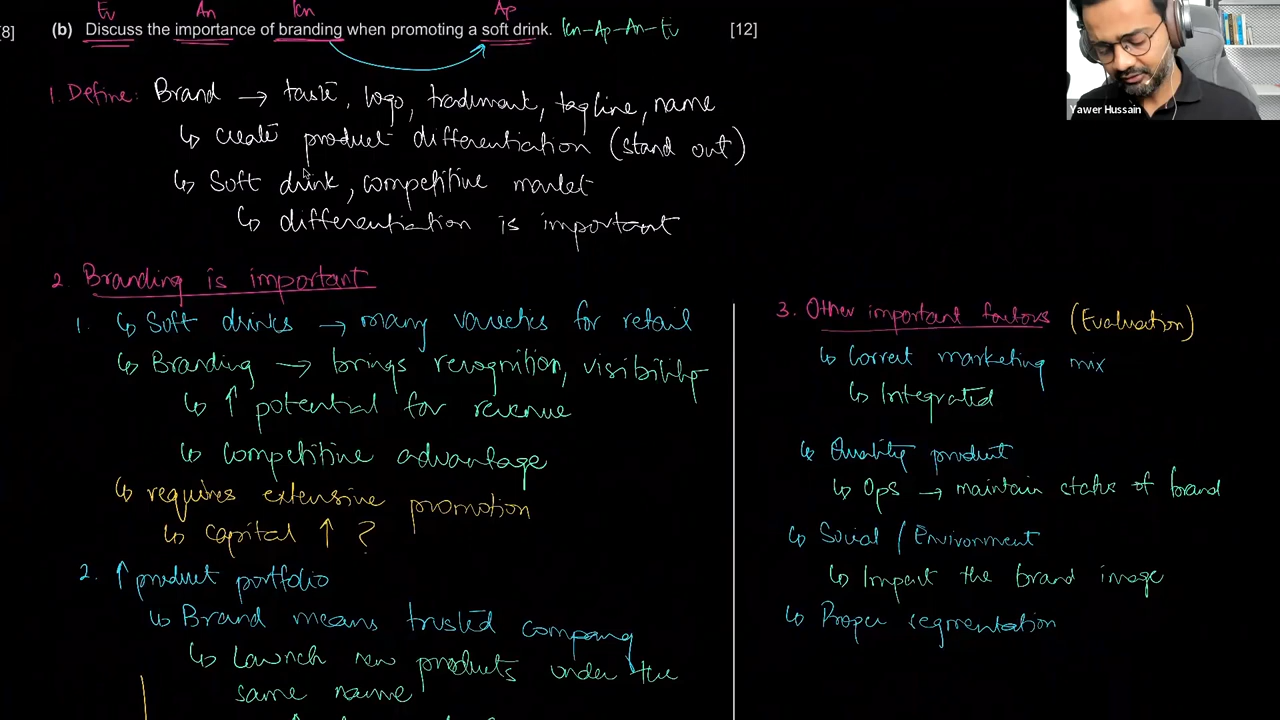 Ev An Kn Ap
[8] (b) Discuss the importance of branding when promoting a soft drink. Kn-Ap-An-Ev [12]
Yawer Hussain
1. Define: Brand → taste, logo, trademark, tagline, name
↳ create product differentiation (stand out)
↳ Soft drink, competitive market
↳ differentiation is important
2. Branding is important
1. ↳ Soft drinks → many varieties for retail
↳ Branding → brings recognition, visibility
↳ ↑ potential for revenue
↳ competitive advantage
↳ requires extensive promotion
↳ capital ↑ ?
2. ↑ product portfolio
↳ Brand means trusted company
↳ Launch new products under the
same name
3. Other important factors (Evaluation)
↳ Correct marketing mix
↳ Integrated
↳ Quality product
↳ Ops → maintain status of brand
↳ Social / Environment
↳ Impact the brand image
↳ Proper segmentation